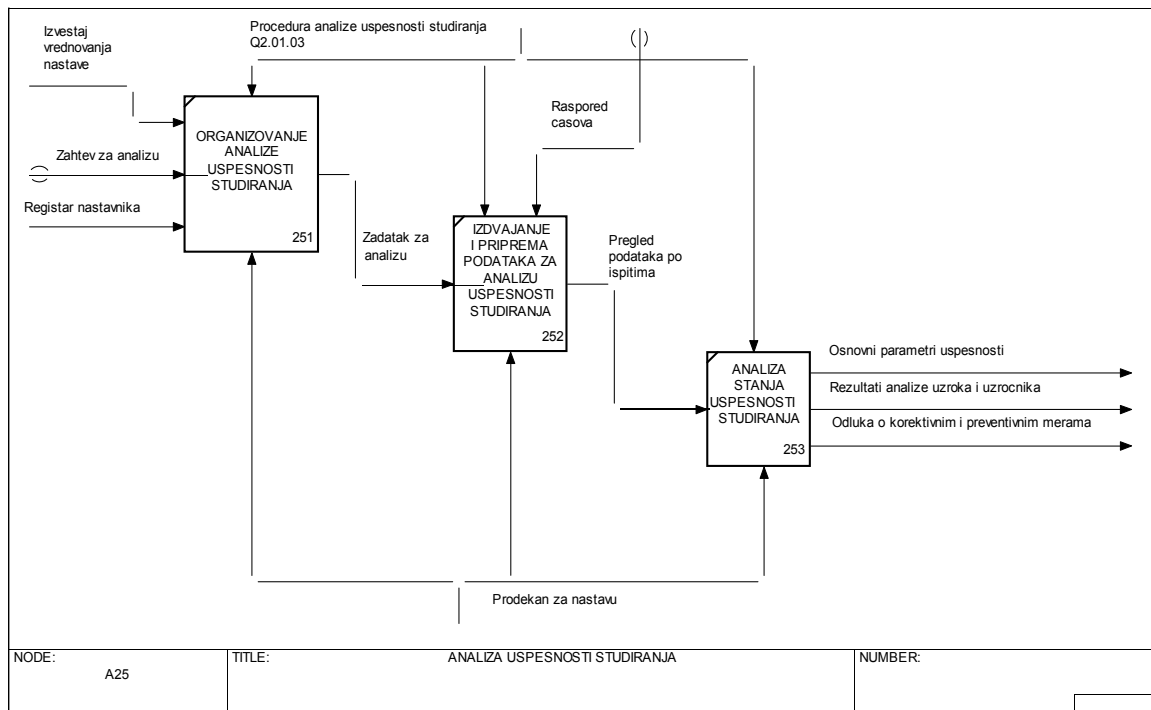 Izvestaj
vrednovanja
nastave
Procedura analize uspesnosti studiranja
Q2.01.03
Raspored
casova
ORGANIZOVANJE
ANALIZE
USPESNOSTI
STUDIRANJA
251
Zahtev za analizu
Registar nastavnika
Zadatak za
analizu
IZDVAJANJE
I PRIPREMA
PODATAKA ZA
ANALIZU
USPESNOSTI
STUDIRANJA
252
Pregled
podataka po
ispitima
ANALIZA
STANJA
USPESNOSTI
STUDIRANJA
253
Osnovni parametri uspesnosti
Rezultati analize uzroka i uzrocnika
Odluka o korektivnim i preventivnim merama
Prodekan za nastavu
NODE:
A25
TITLE:
ANALIZA USPESNOSTI STUDIRANJA
NUMBER: